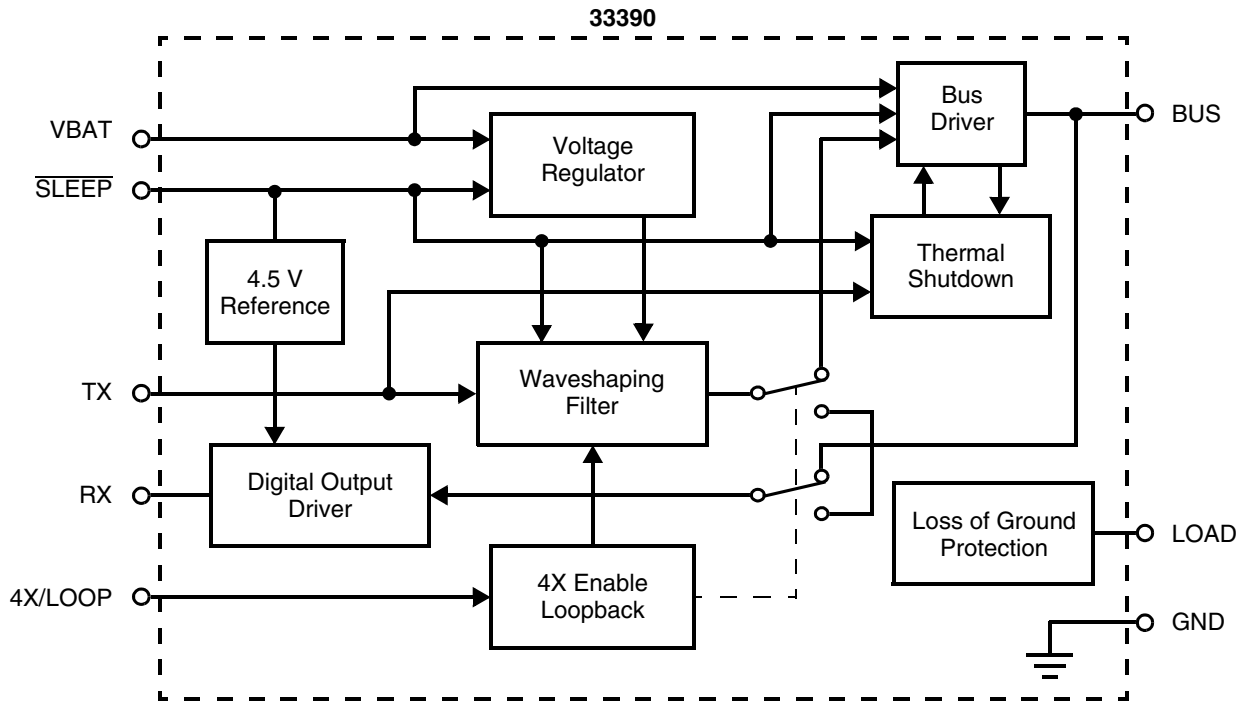 33390
VBAT
SLEEP
TX
RX
4X/LOOP
Voltage
Regulator
4.5 V
Reference
Waveshaping
Filter
Digital Output
Driver
4X Enable
Loopback
Bus
Driver
Thermal
Shutdown
Loss of Ground
Protection
BUS
LOAD
GND